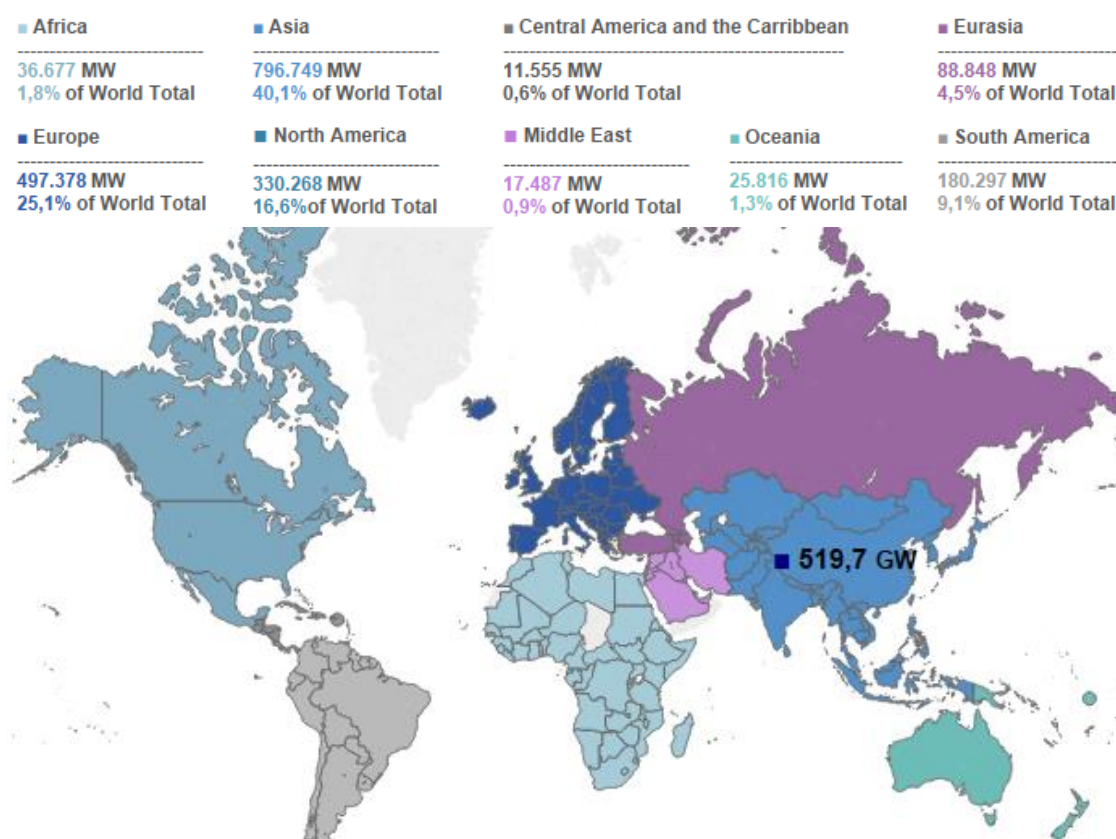 ■ Africa
-----------------------------
36.677 MW
1,8% of World Total
■ Asia
-----------------------------
796.749 MW
40,1% of World Total
■ Central America and the Carribbean
-----------------------------------------------------
11.555 MW
0,6% of World Total
■ Eurasia
-----------------------------
88.848 MW
4,5% of World Total
■ Europe
-----------------------------
497.378 MW
25,1% of World Total
■ North America
-----------------------------
330.268 MW
16,6%of World Total
■ Middle East
-----------------------------
17.487 MW
0,9% of World Total
■ Oceania
---------------------------
25.816 MW
1,3% of World Total
■ South America
-----------------------------
180.297 MW
9,1% of World Total
■ 519,7 GW